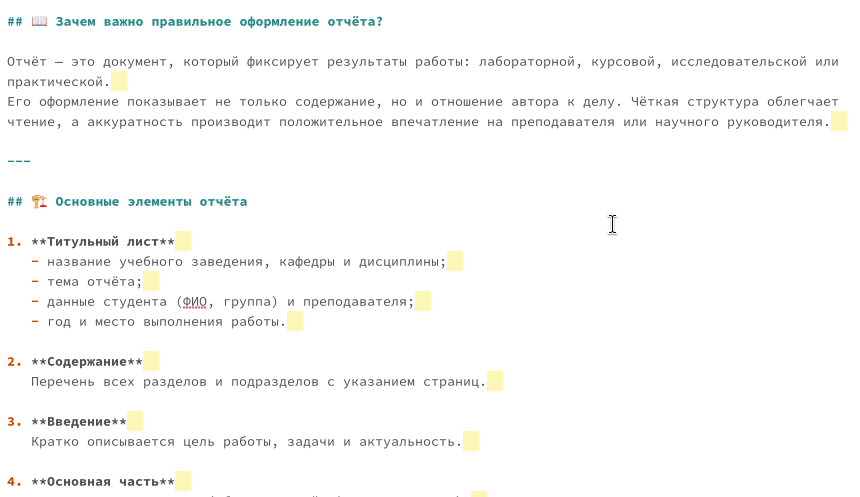 ## 📖 Зачем важно правильное оформление отчёта?
Отчёт — это документ, который фиксирует результаты работы: лабораторной, курсовой, исследовательской или
практической.
Его оформление показывает не только содержание, но и отношение автора к делу. Чёткая структура облегчает
чтение, а аккуратность производит положительное впечатление на преподавателя или научного руководителя.
---
## 🏗️ Основные элементы отчёта
1. **Титульный лист**
- название учебного заведения, кафедры и дисциплины;
- тема отчёта;
- данные студента (ФИО, группа) и преподавателя;
- год и место выполнения работы.
2. **Содержание**
Перечень всех разделов и подразделов с указанием страниц.
3. **Введение**
Кратко описывается цель работы, задачи и актуальность.
4. **Основная часть**